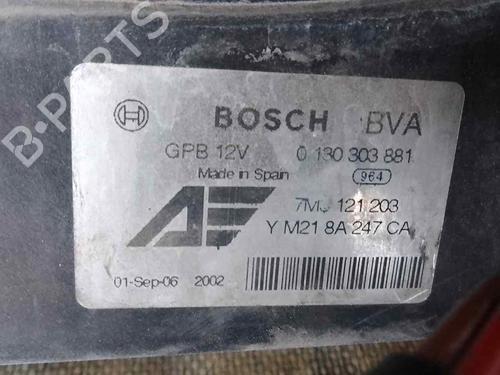 B-PARTS
BOSCH BVA
GPB 12V 0 130 303 881
Made in Spain 964
121 203
Y M21 8A 247 CA
01-Sep-06 2002